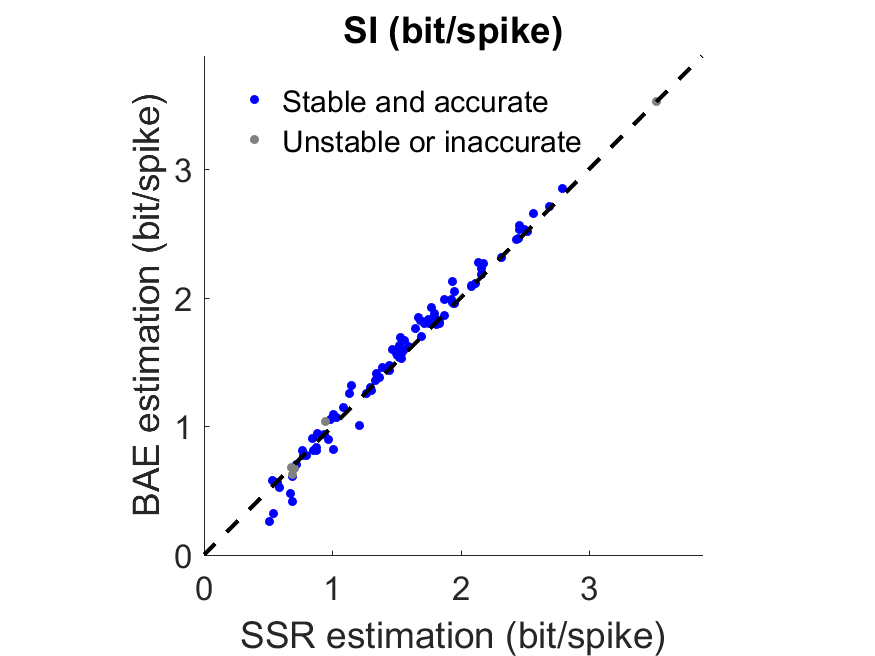 SI (bit/spike)
Stable and accurate
Unstable or inaccurate
BAE estimation (bit/spike)
3
2
1
0
0 1 2 3
SSR estimation (bit/spike)